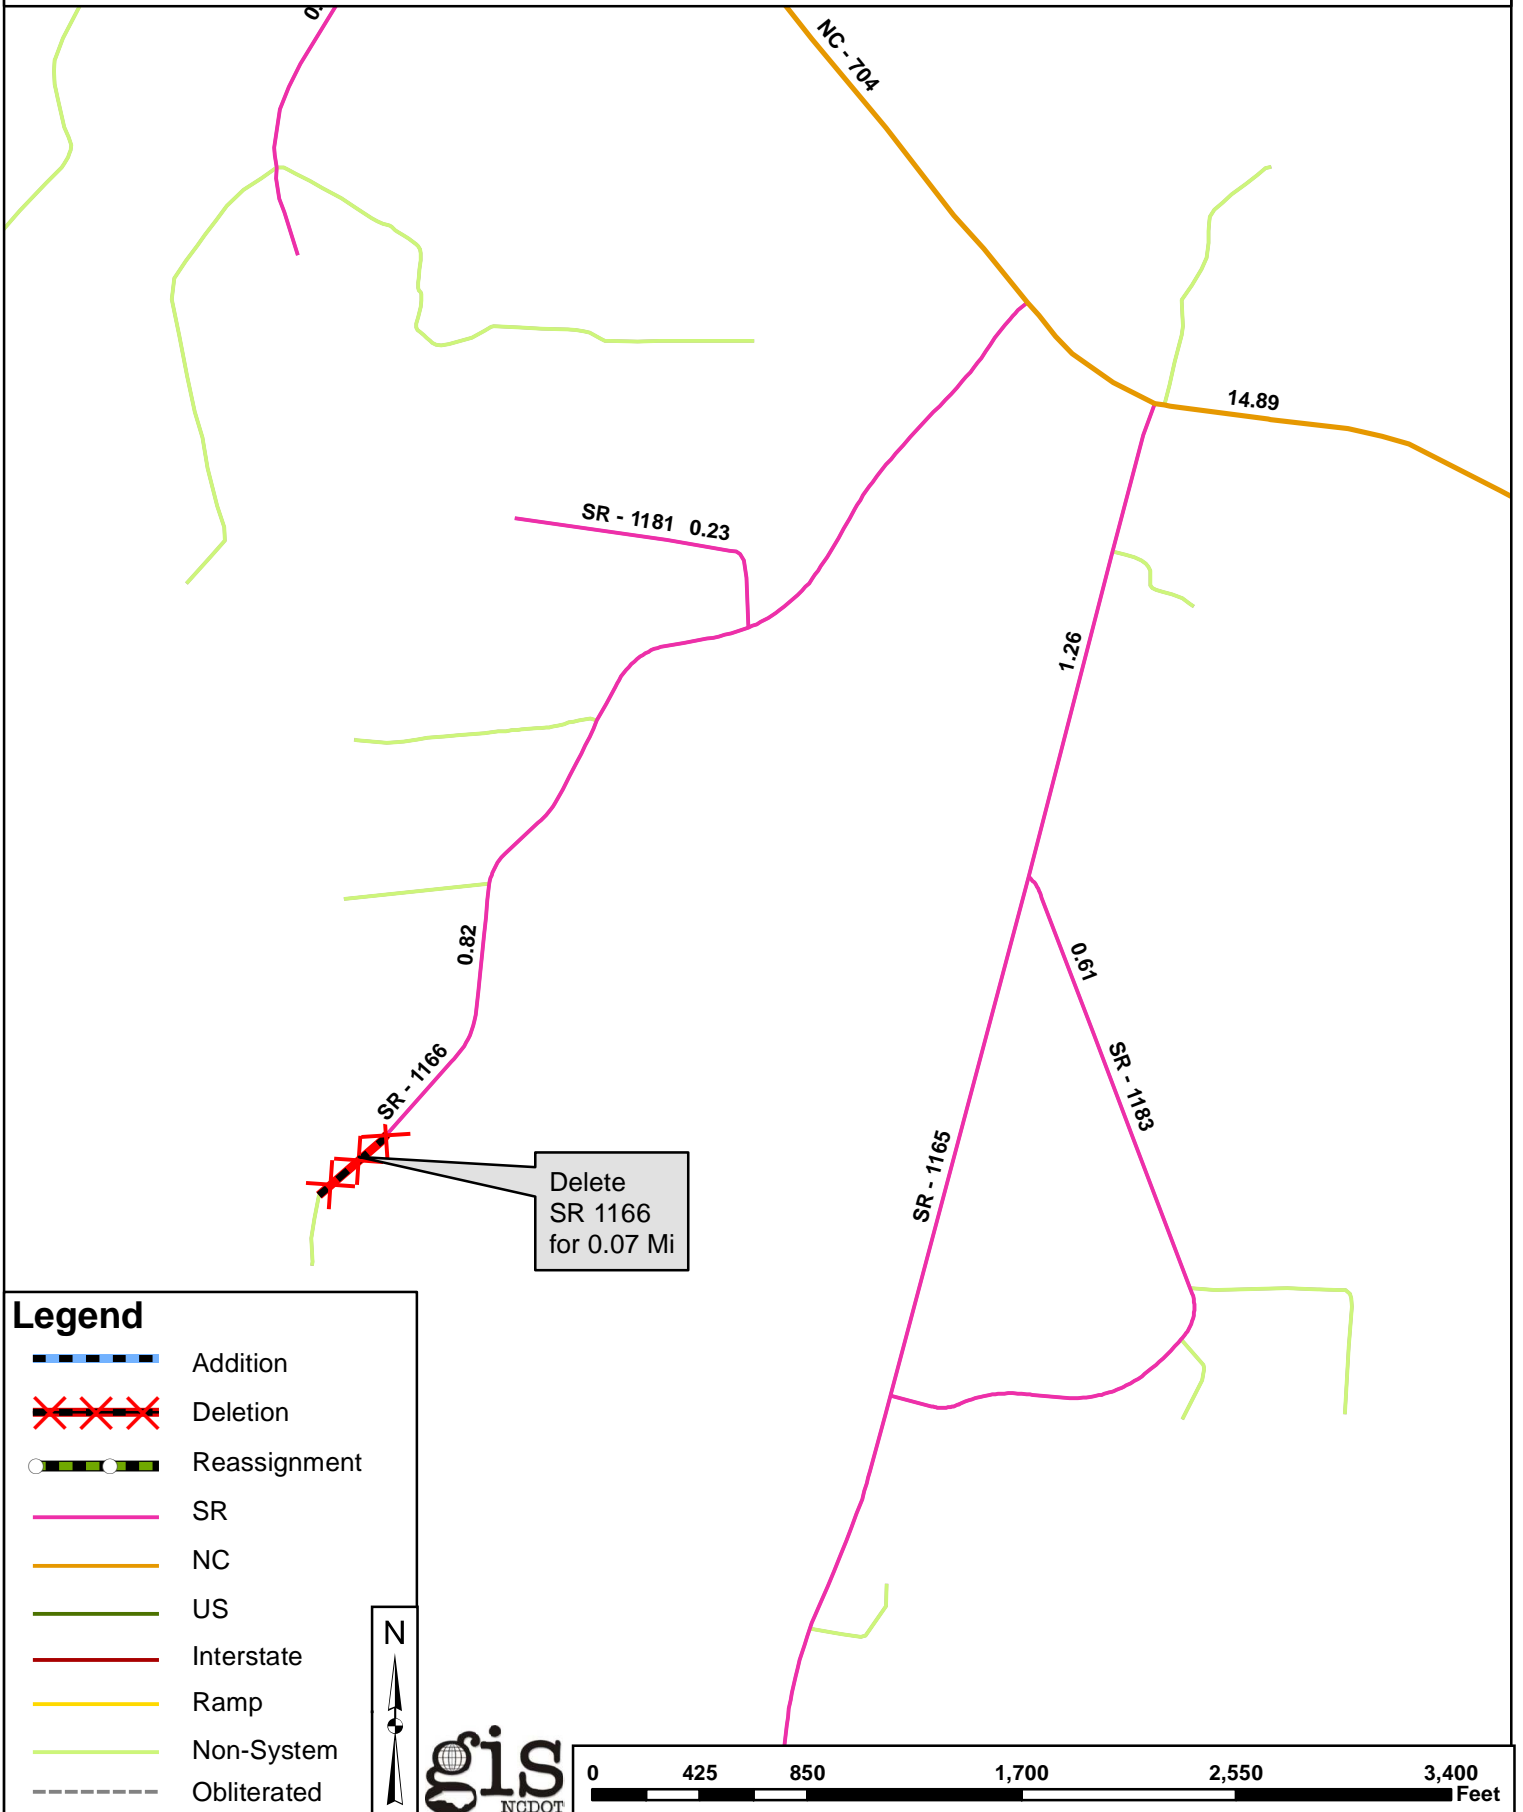 NC - 704
14.89
SR - 1181 0.23
1.26
0.82
0.61
SR - 1166
SR - 1183
SR - 1165
Delete
SR 1166
for 0.07 Mi
Legend
Addition
Deletion
Reassignment
SR
NC
US
Interstate
Ramp
Non-System
Obliterated
N
gis
NCDOT
0 425 850 1,700 2,550 3,400
Feet